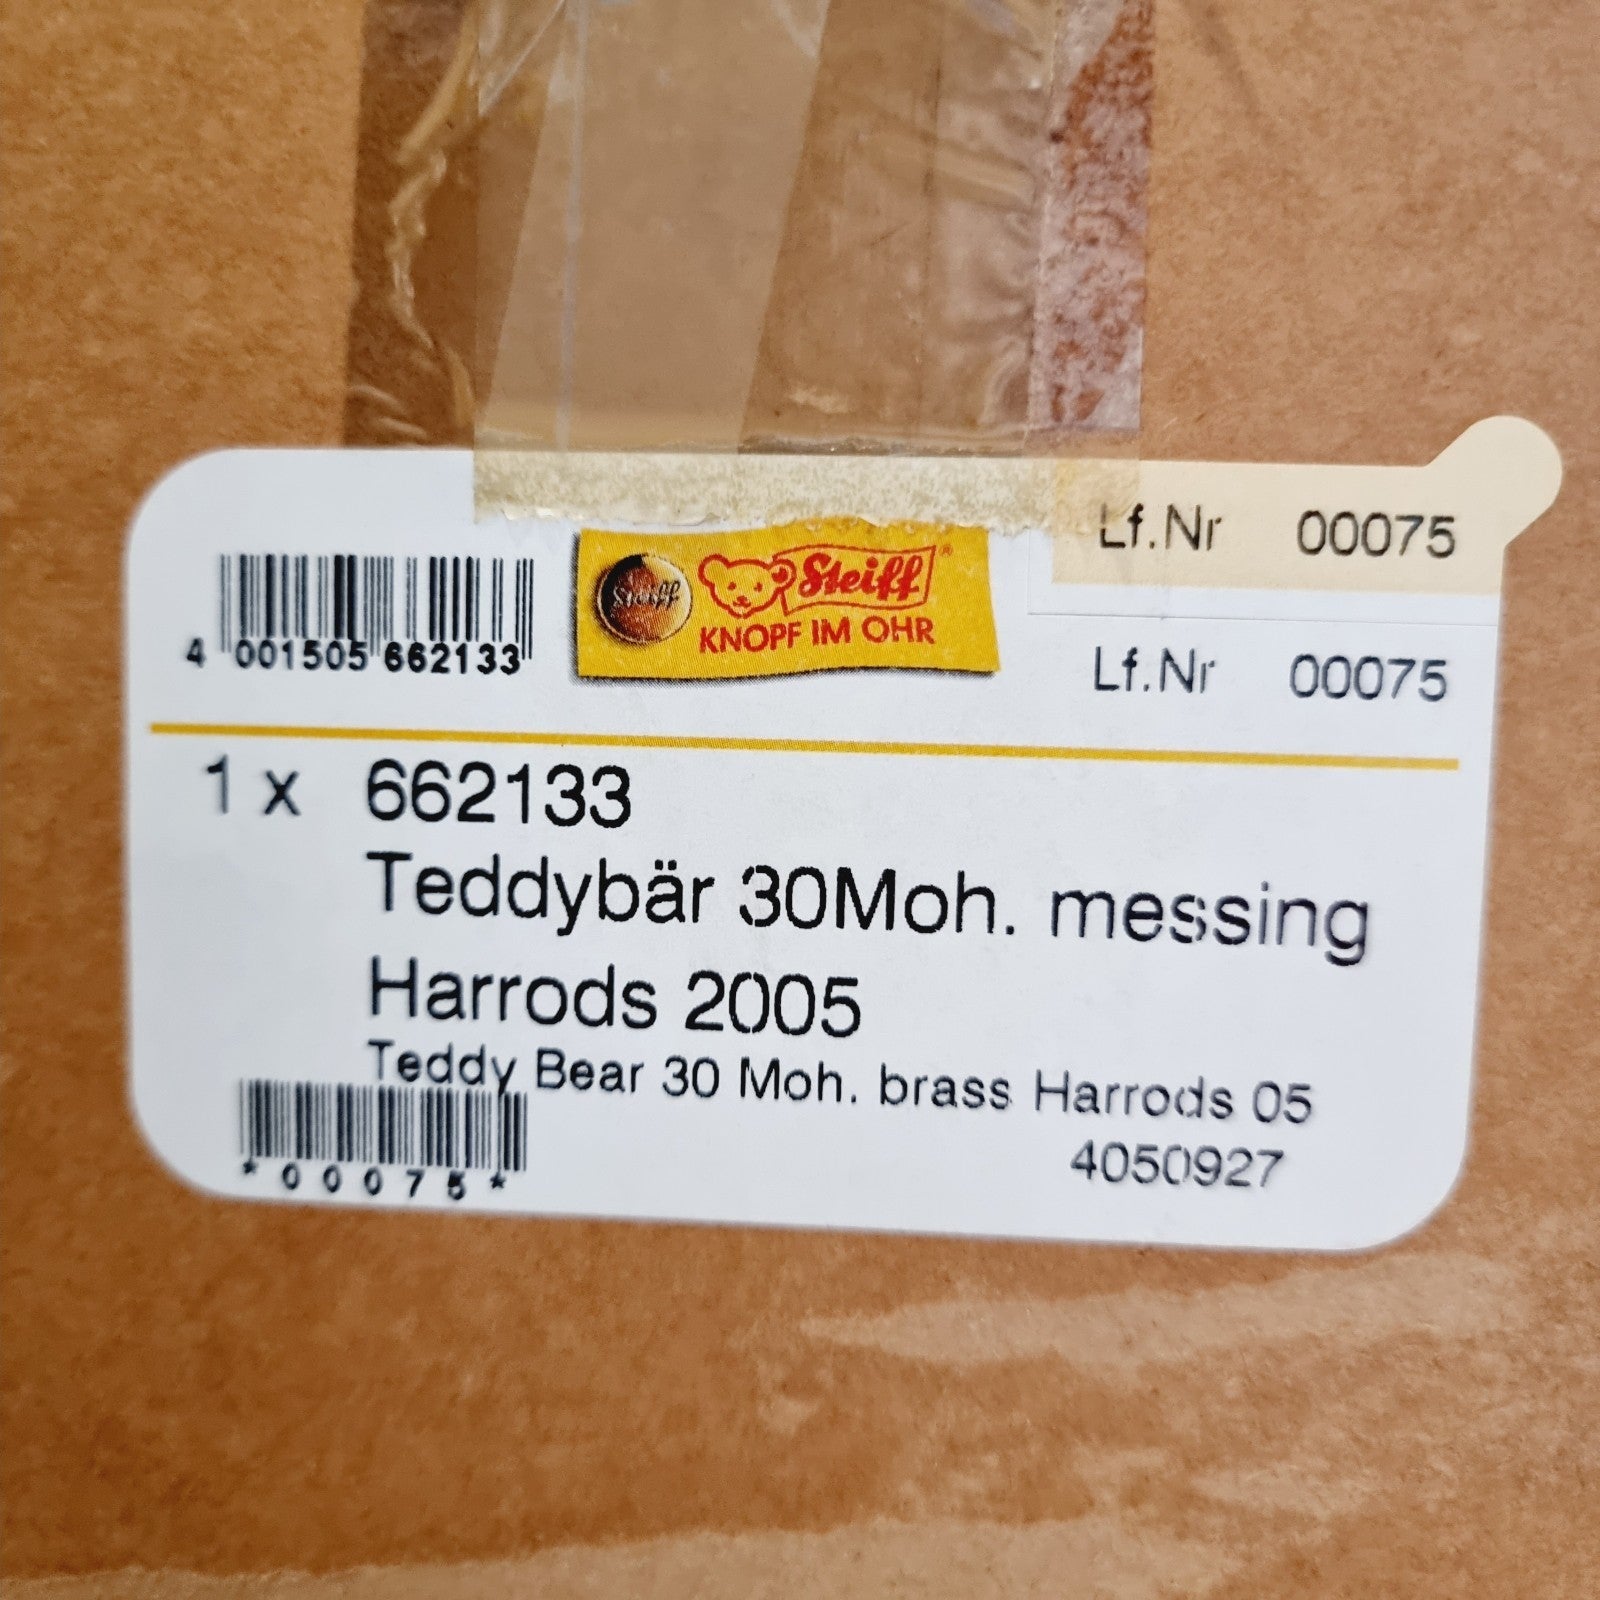 Lf.Nr 00075
Steiff
Steiff®
KNOPF IM OHR
4 001505 662133
Lf.Nr 00075
1 x 662133
Teddybär 30Moh. messing
Harrods 2005
Teddy Bear 30 Moh. brass Harrods 05
4050927
*00075*